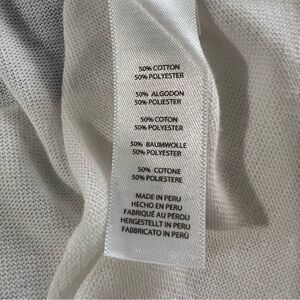 50% COTTON
50% POLYESTER
50% ALGODON
50% POLIESTER
50% COTON
50% POLYESTER
50% BAUMWOLLE
50% POLYESTER
50% COTONE
50% POLIESTERE
MADE IN PERU
HECHO EN PERU
FABRIQUÉ AU PÉROU
HERGESTELLT IN PERU
FABBRICATO IN PERÙ